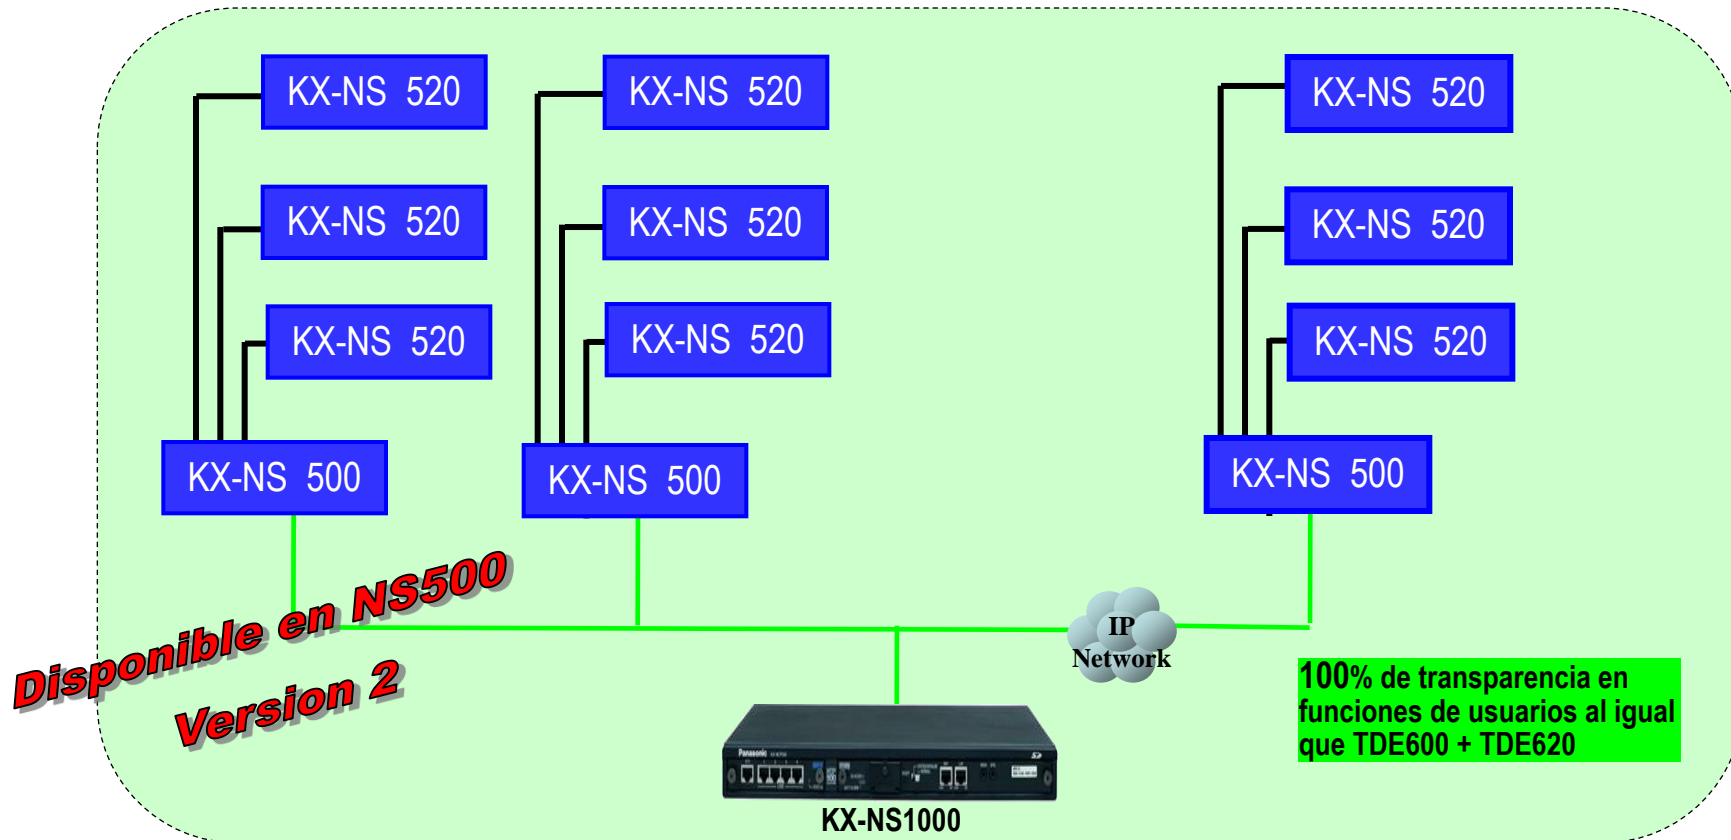 KX-NS 520
KX-NS 520
KX-NS 520
KX-NS 520
KX-NS 520
KX-NS 520
KX-NS 520
KX-NS 520
KX-NS 520
KX-NS 500
KX-NS 500
KX-NS 500
Disponible en NS500
Version 2
IP
Network
100% de transparencia en
funciones de usuarios al igual
que TDE600 + TDE620
Panasonic
KX-NS1000